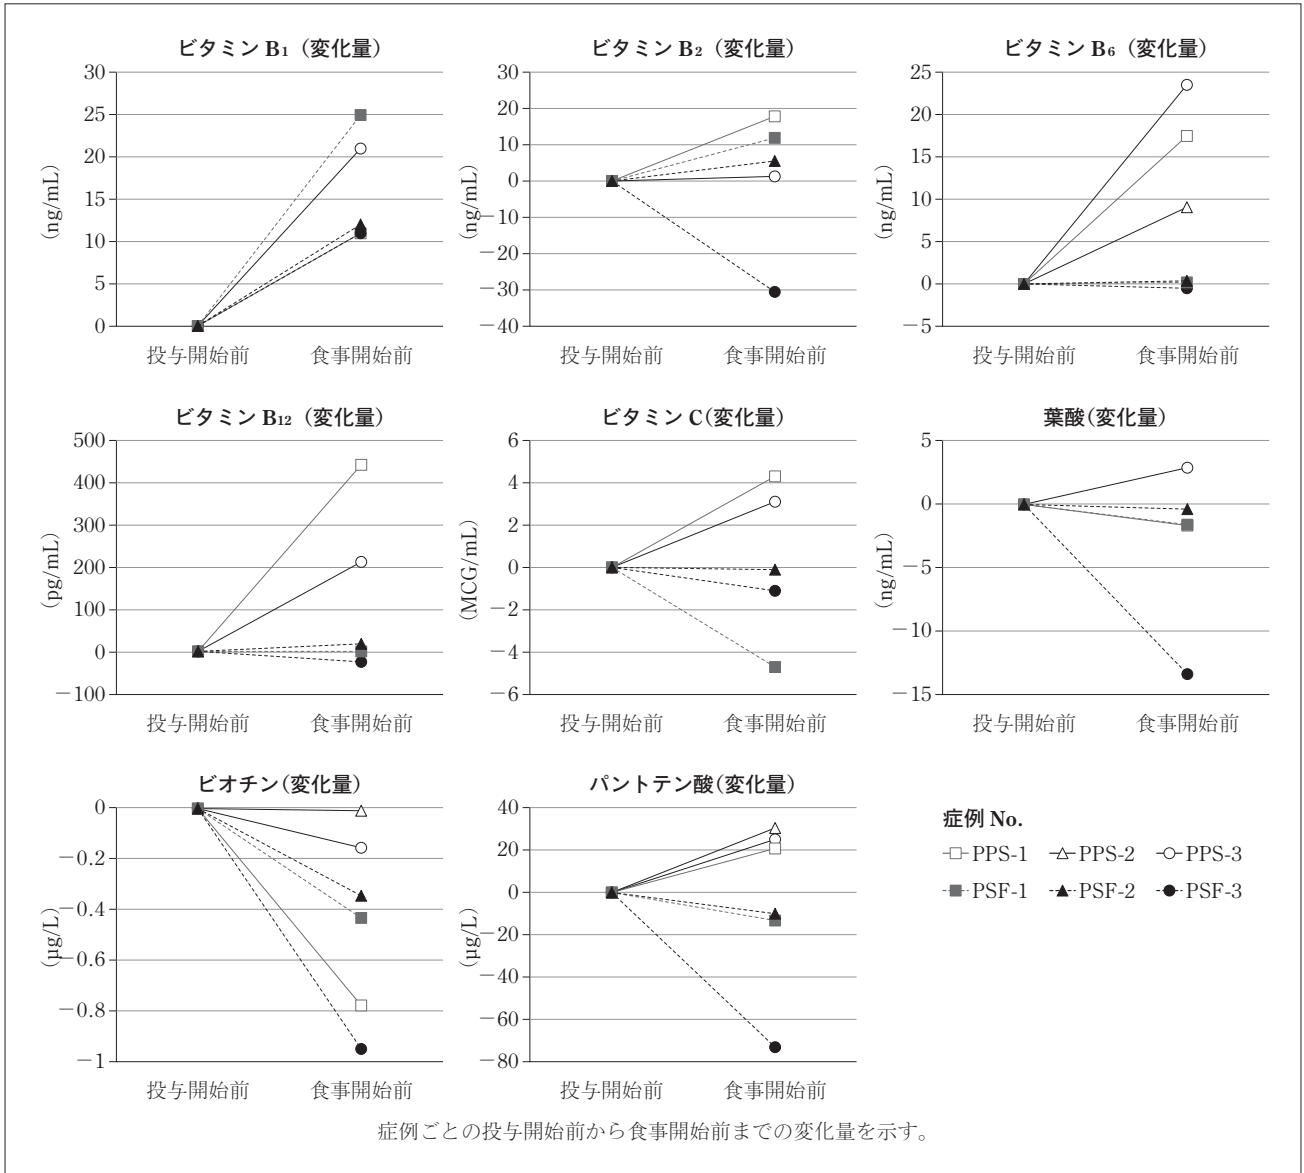 ビタミン B1（変化量）
30
25
20
15
10
5
0
(ng/mL)
投与開始前 食事開始前
ビタミン B2（変化量）
30
20
10
0
−10
−20
−30
−40
(ng/mL)
投与開始前 食事開始前
ビタミン B6（変化量）
25
20
15
10
5
0
−5
(ng/mL)
投与開始前 食事開始前
ビタミン B12（変化量）
500
400
300
200
100
0
−100
(pg/mL)
投与開始前 食事開始前
ビタミン C(変化量)
6
4
2
0
−2
−4
−6
(MCG/mL)
投与開始前 食事開始前
葉酸(変化量)
5
0
−5
−10
−15
(ng/mL)
投与開始前 食事開始前
ビオチン(変化量)
0
−0.2
−0.4
−0.6
−0.8
−1
(μg/L)
投与開始前 食事開始前
パントテン酸(変化量)
40
20
0
−20
−40
−60
−80
(μg/L)
投与開始前 食事開始前
症例 No.
PPS-1 PPS-2 PPS-3
PSF-1 PSF-2 PSF-3
症例ごとの投与開始前から食事開始前までの変化量を示す。